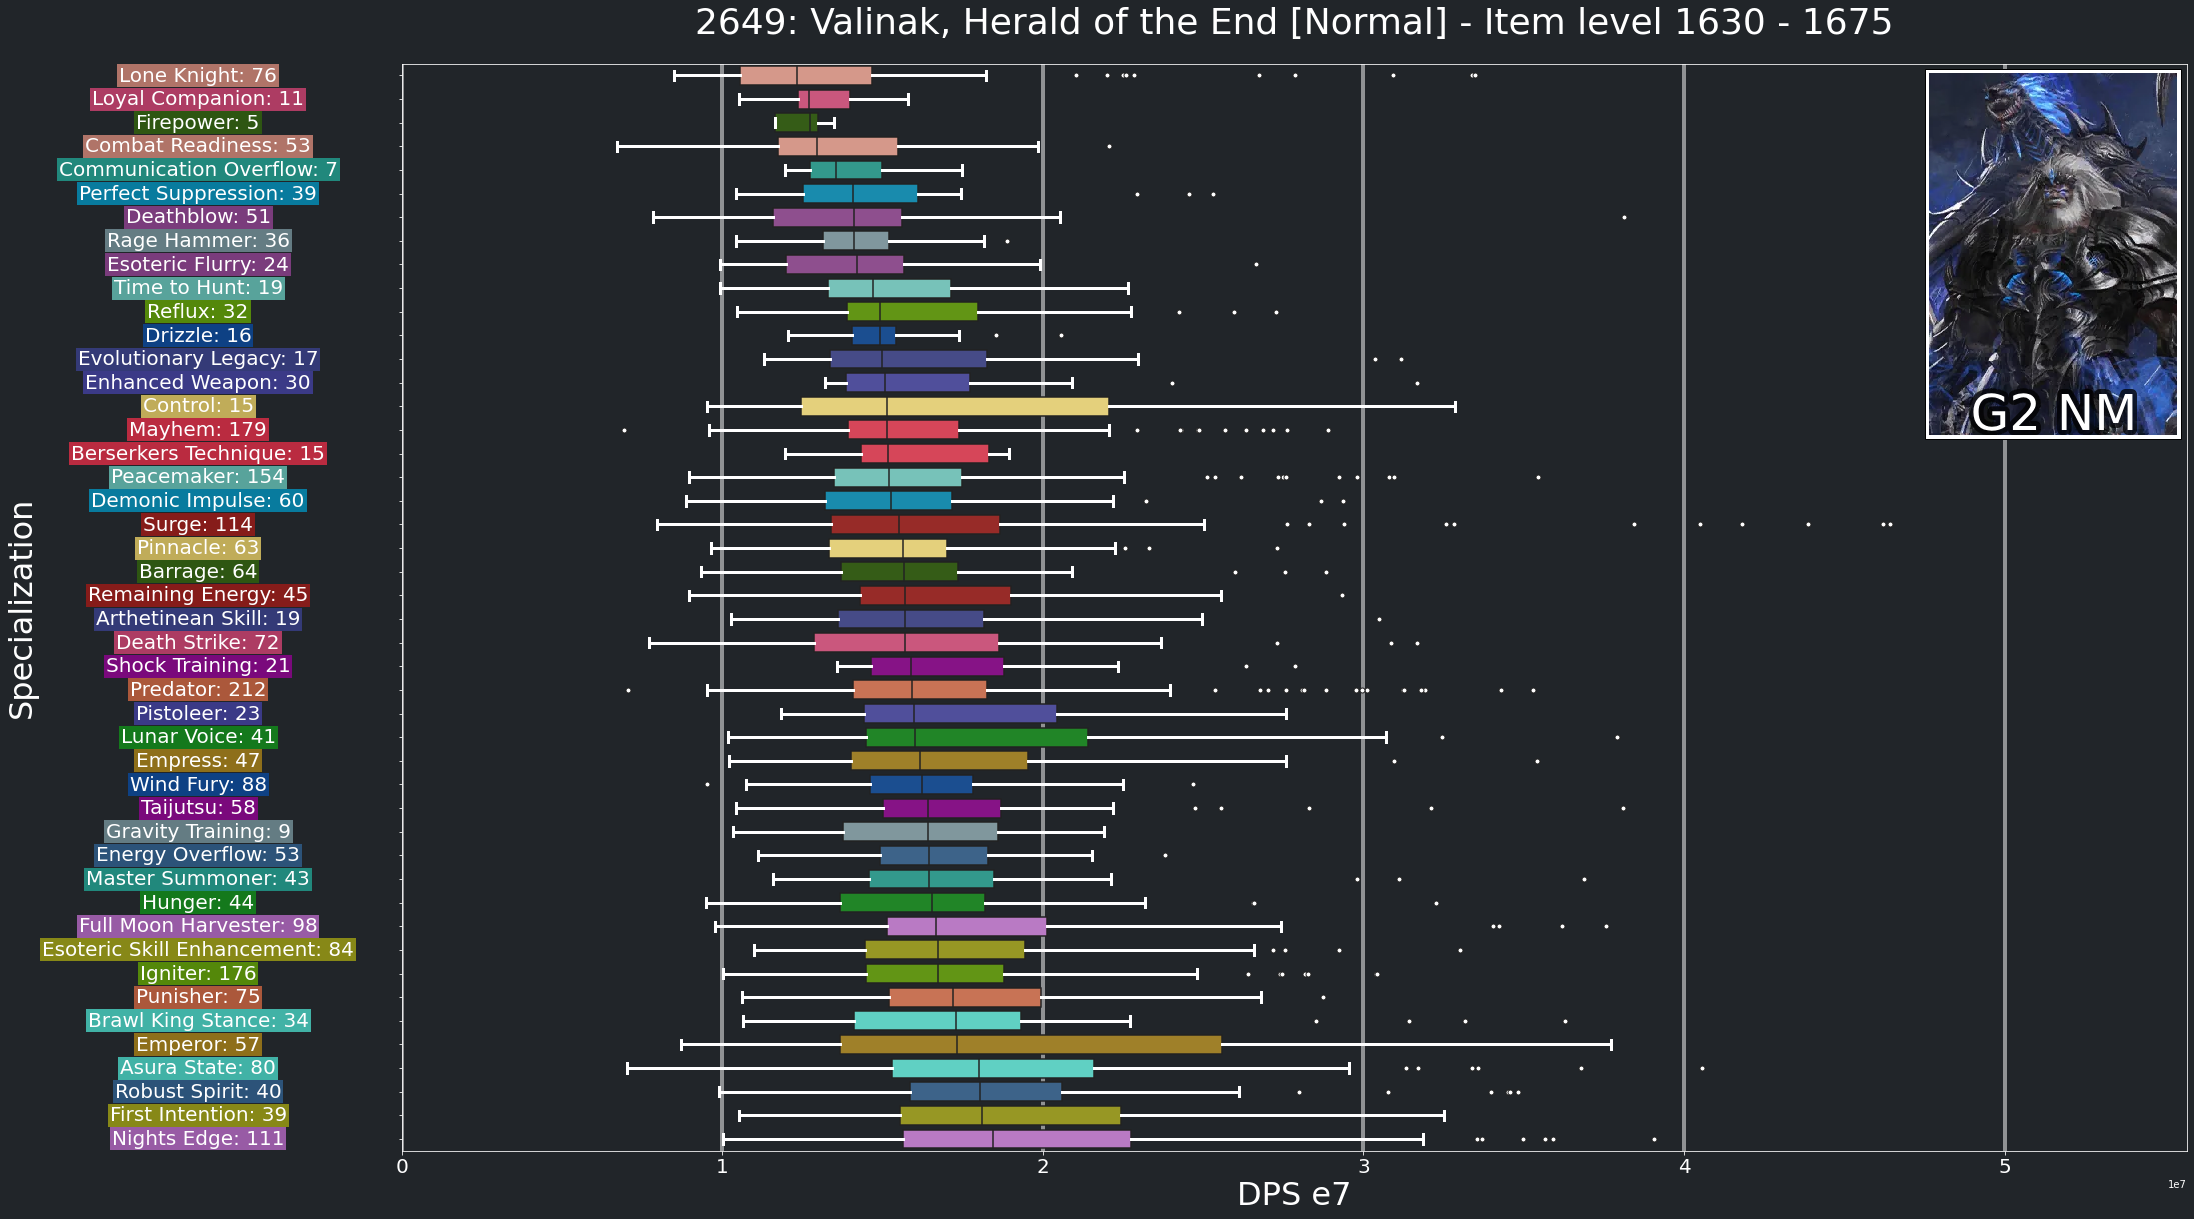 2649: Valinak, Herald of the End [Normal] - Item level 1630 - 1675
Lone Knight: 76
Loyal Companion: 11
Firepower: 5
Combat Readiness: 53
Communication Overflow: 7
Perfect Suppression: 39
Deathblow: 51
Rage Hammer: 36
Esoteric Flurry: 24
Time to Hunt: 19
Reflux: 32
Drizzle: 16
Evolutionary Legacy: 17
Enhanced Weapon: 30
Control: 15
Mayhem: 179
Berserkers Technique: 15
Peacemaker: 154
Demonic Impulse: 60
Surge: 114
Pinnacle: 63
Barrage: 64
Remaining Energy: 45
Arthetinean Skill: 19
Death Strike: 72
Shock Training: 21
Predator: 212
Pistoleer: 23
Lunar Voice: 41
Empress: 47
Wind Fury: 88
Taijutsu: 58
Gravity Training: 9
Energy Overflow: 53
Master Summoner: 43
Hunger: 44
Full Moon Harvester: 98
Esoteric Skill Enhancement: 84
Igniter: 176
Punisher: 75
Brawl King Stance: 34
Emperor: 57
Asura State: 80
Robust Spirit: 40
First Intention: 39
Nights Edge: 111
Specialization
G2 NM
0 1 2 3 4 5
DPS e7
1e7